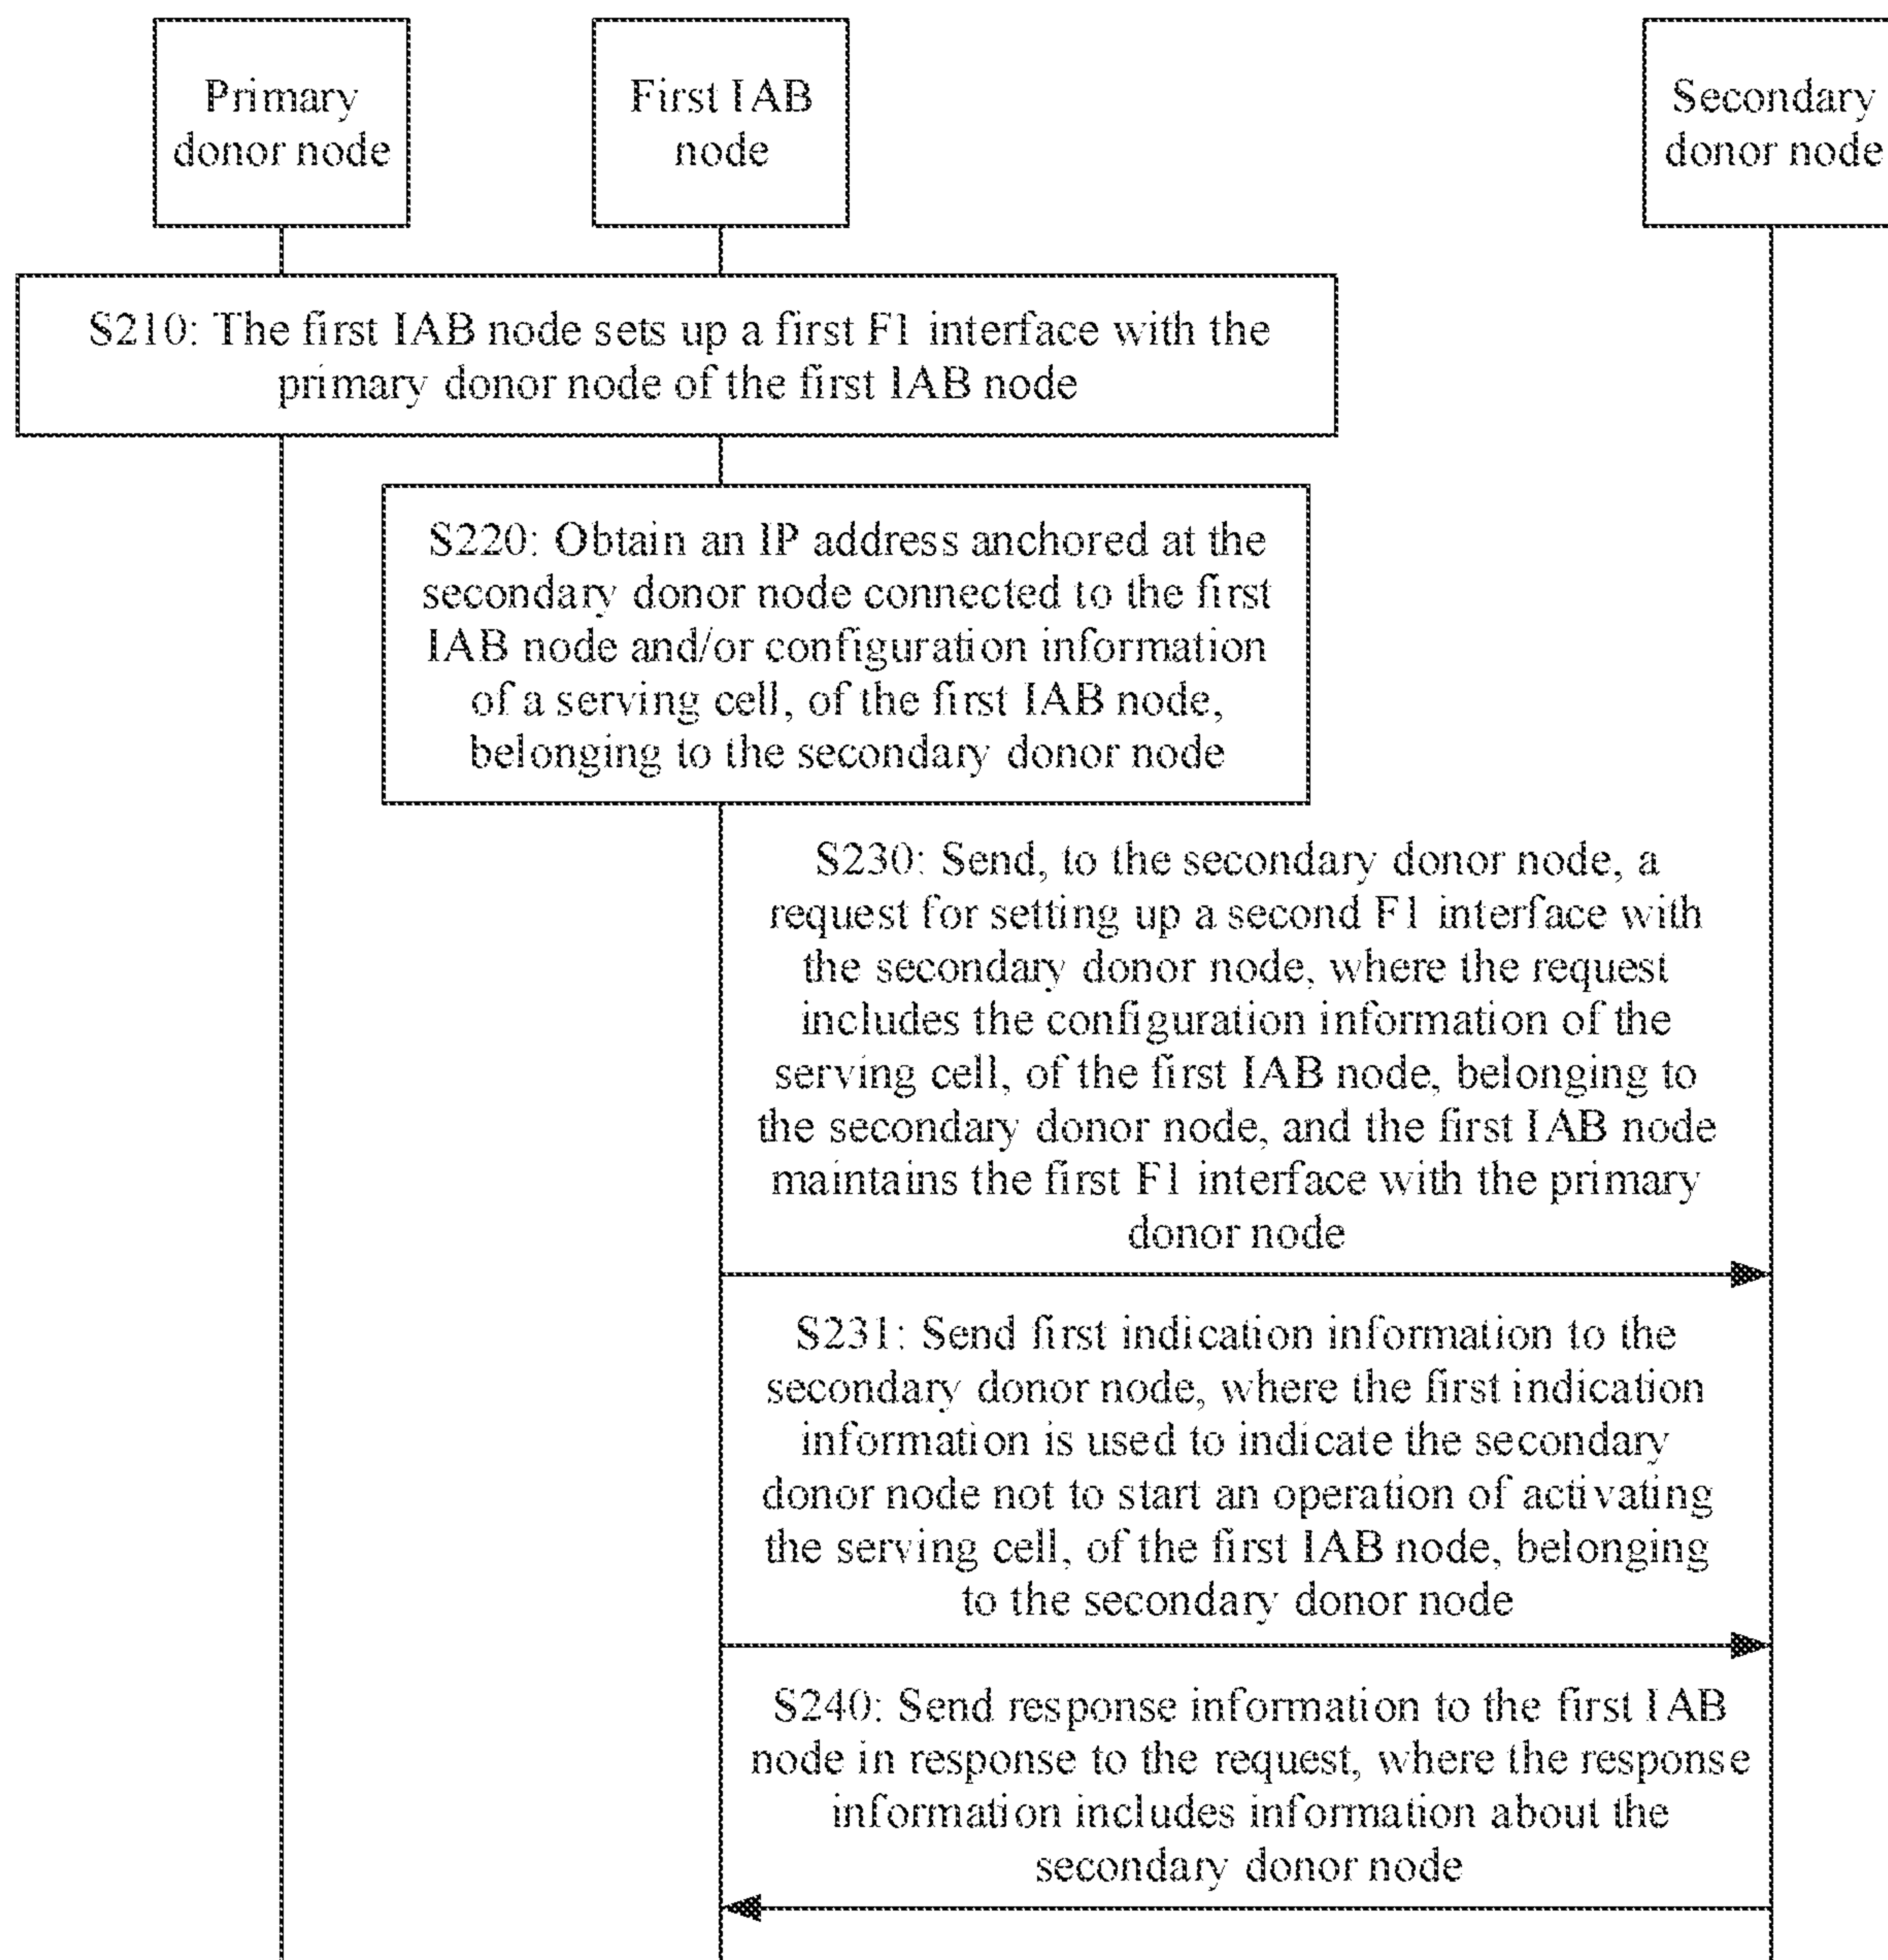 Primary
donor node
First IAB
node
Secondary
donor node
S210: The first IAB node sets up a first F1 interface with the
primary donor node of the first IAB node
S220: Obtain an IP address anchored at the
secondary donor node connected to the first
IAB node and/or configuration information
of a serving cell, of the first IAB node,
belonging to the secondary donor node
S230: Send, to the secondary donor node, a
request for setting up a second F1 interface with
the secondary donor node, where the request
includes the configuration information of the
serving cell, of the first IAB node, belonging to
the secondary donor node, and the first IAB node
maintains the first F1 interface with the primary
donor node
S231: Send first indication information to the
secondary donor node, where the first indication
information is used to indicate the secondary
donor node not to start an operation of activating
the serving cell, of the first IAB node, belonging
to the secondary donor node
S240: Send response information to the first IAB
node in response to the request, where the response
information includes information about the
secondary donor node